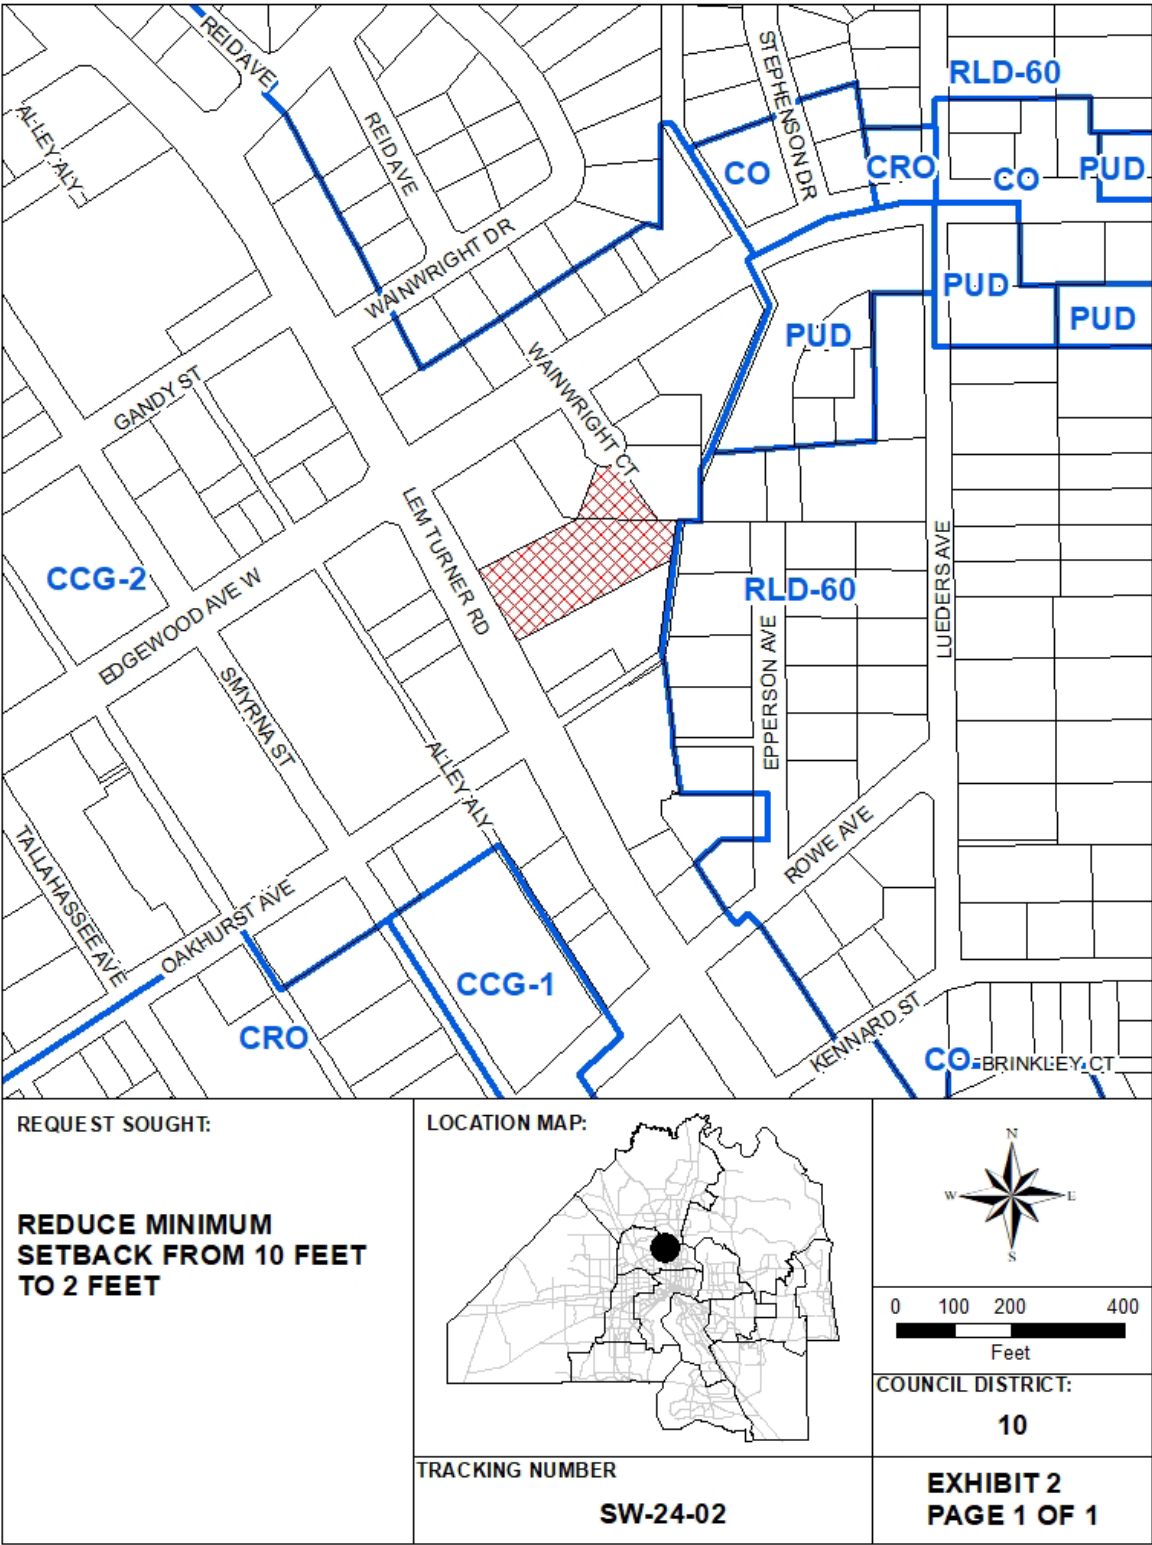 REID AVE
STEPHENSON DR
RLD-60
ALLEY ALY
REID AVE
CO
CRO
CO
PUD
WAINWRIGHT DR
PUD
PUD
PUD
WAINWRIGHT CT
GANDY ST
LEM TURNER RD
CCG-2
EDGEWOOD AVE W
RLD-60
LUEDERS AVE
EPPERSON AVE
SMYRNA ST
ALLEY ALY
TALLAHASSEE AVE
ROWE AVE
OAKHURST AVE
CCG-1
CRO
KENNARD ST
CO
BRINKLEY CT
REQUEST SOUGHT:
REDUCE MINIMUM
SETBACK FROM 10 FEET
TO 2 FEET
LOCATION MAP:
N
W
E
S
0 100 200 400
Feet
COUNCIL DISTRICT:
10
TRACKING NUMBER
SW-24-02
EXHIBIT 2
PAGE 1 OF 1